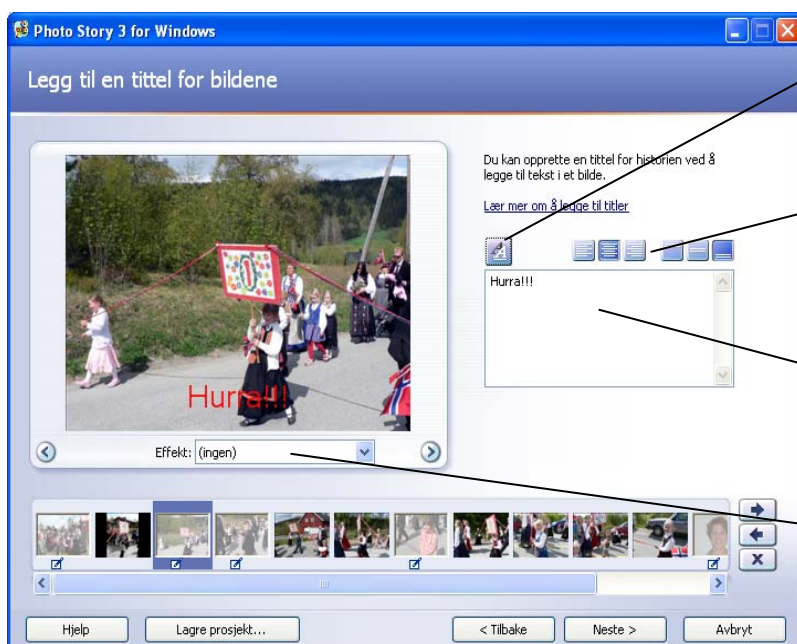 Photo Story 3 for Windows
Legg til en tittel for bildene
Du kan opprette en tittel for historien ved å
legge til tekst i et bilde.
Lær mer om å legge til titler
A
Hurra!!!
1
Hurra!!!
Effekt: (ingen)
Hjelp
Lagre prosjekt...
< Tilbake
Neste >
Avbryt